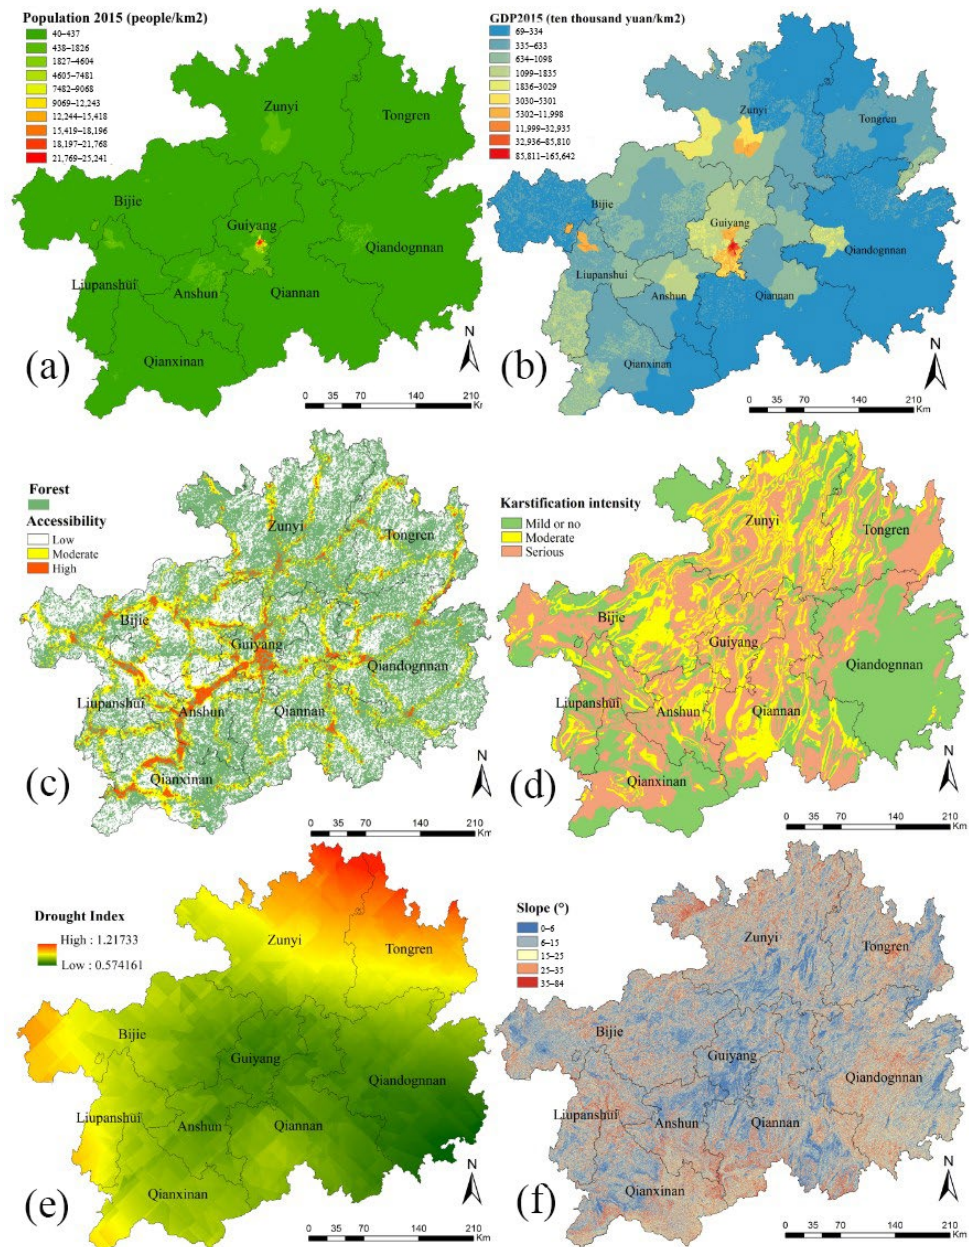 Population 2015 (people/km2)
40–437
438–1826
1827–4604
4605–7481
7482–9068
9069–12,243
12,244–15,418
15,419–18,196
18,197–21,768
21,769–25,241
Zunyi
Tongren
Bijie
Guiyang
Qiandognnan
Liupanshui
Anshun
Qiannan
Qianxinan
N
(a)
0 35 70 140 210
Km
GDP2015 (ten thousand yuan/km2)
69–334
335–633
634–1098
1099–1835
1836–3029
3030–5301
5302–11,998
11,999–32,935
32,936–85,810
85,811–165,642
Zunyi
Tongren
Bijie
Guiyang
Qiandognnan
Liupanshui
Anshun
Qiannan
Qianxinan
N
(b)
0 35 70 140 210
Km
Forest
Accessibility
Low
Moderate
High
Zunyi
Tongren
Bijie
Guiyang
Qiandognnan
Liupanshui
Anshun
Qiannan
Qianxinan
N
(c)
0 35 70 140 210
Km
Karstification intensity
Mild or no
Moderate
Serious
Zunyi
Tongren
Bijie
Guiyang
Qiandognnan
Liupanshui
Anshun
Qiannan
Qianxinan
N
(d)
0 35 70 140 210
Km
Drought Index
High : 1.21733
Low : 0.574161
Zunyi
Tongren
Bijie
Guiyang
Qiandognnan
Liupanshui
Anshun
Qiannan
Qianxinan
N
(e)
0 35 70 140 210
Km
Slope (°)
0–6
6–15
15–25
25–35
35–84
Zunyi
Tongren
Bijie
Guiyang
Qiandognnan
Liupanshui
Anshun
Qiannan
Qianxinan
N
(f)
0 35 70 140 210
Km